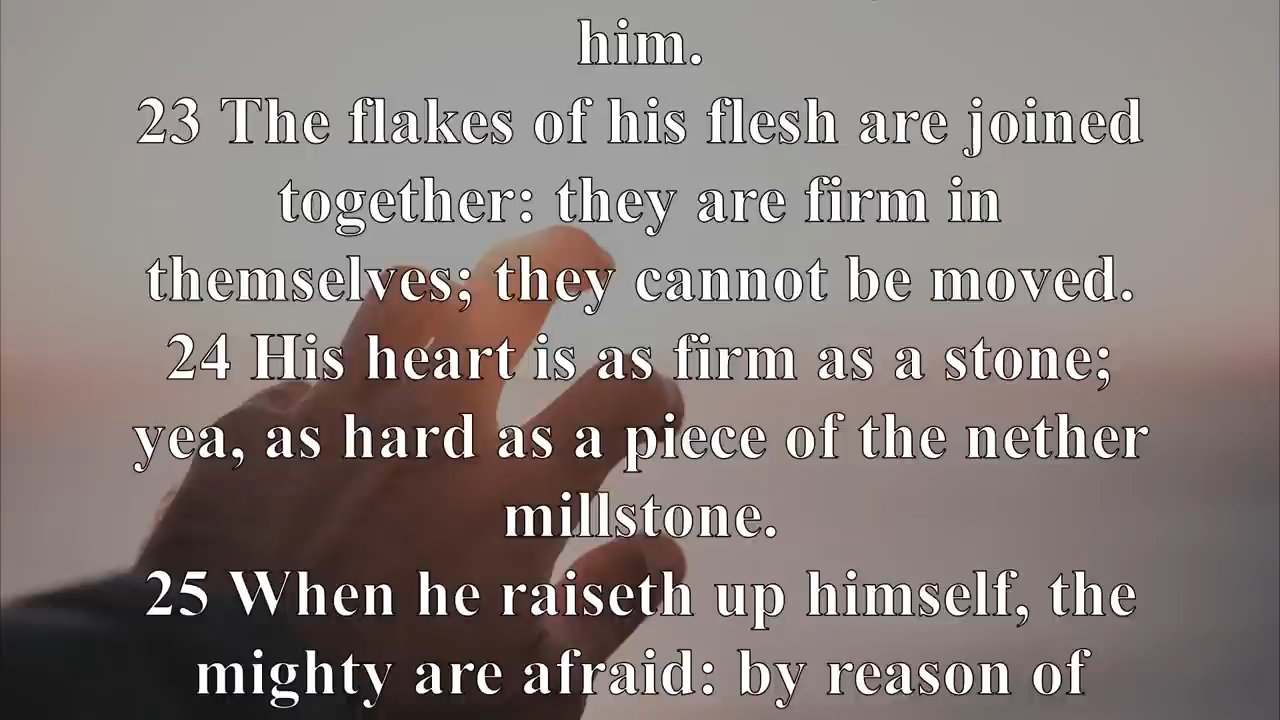 him.
23 The flakes of his flesh are joined
together: they are firm in
themselves; they cannot be moved.
24 His heart is as firm as a stone;
yea, as hard as a piece of the nether
millstone.
25 When he raiseth up himself, the
mighty are afraid: by reason of